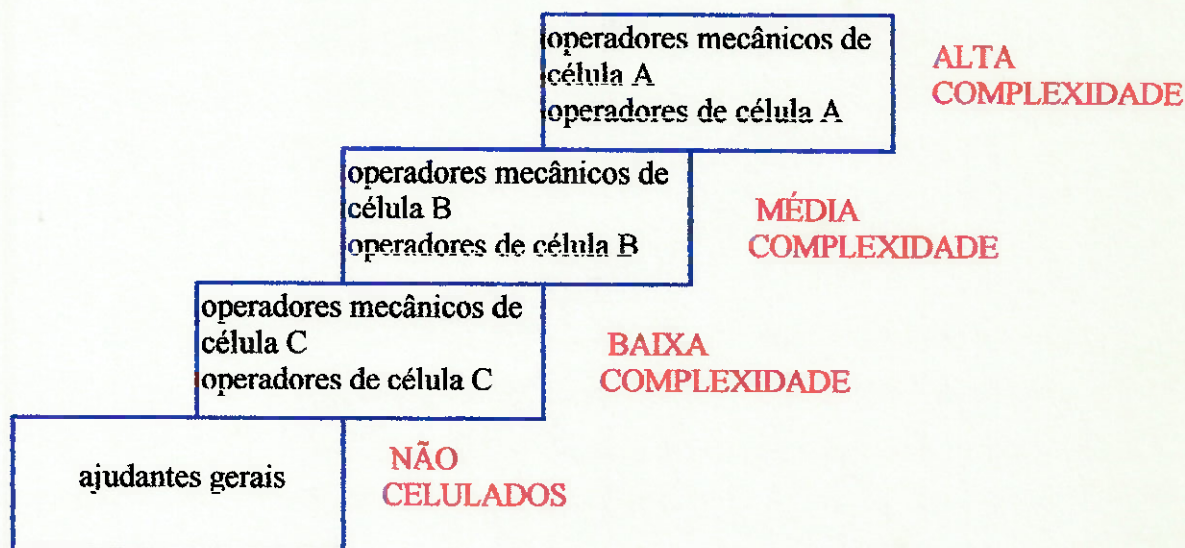 operadores mecânicos de
célula A
operadores de célula A
ALTA
COMPLEXIDADE
operadores mecânicos de
célula B
operadores de célula B
MÉDIA
COMPLEXIDADE
operadores mecânicos de
célula C
operadores de célula C
BAIXA
COMPLEXIDADE
ajudantes gerais
NÃO
CELULADOS